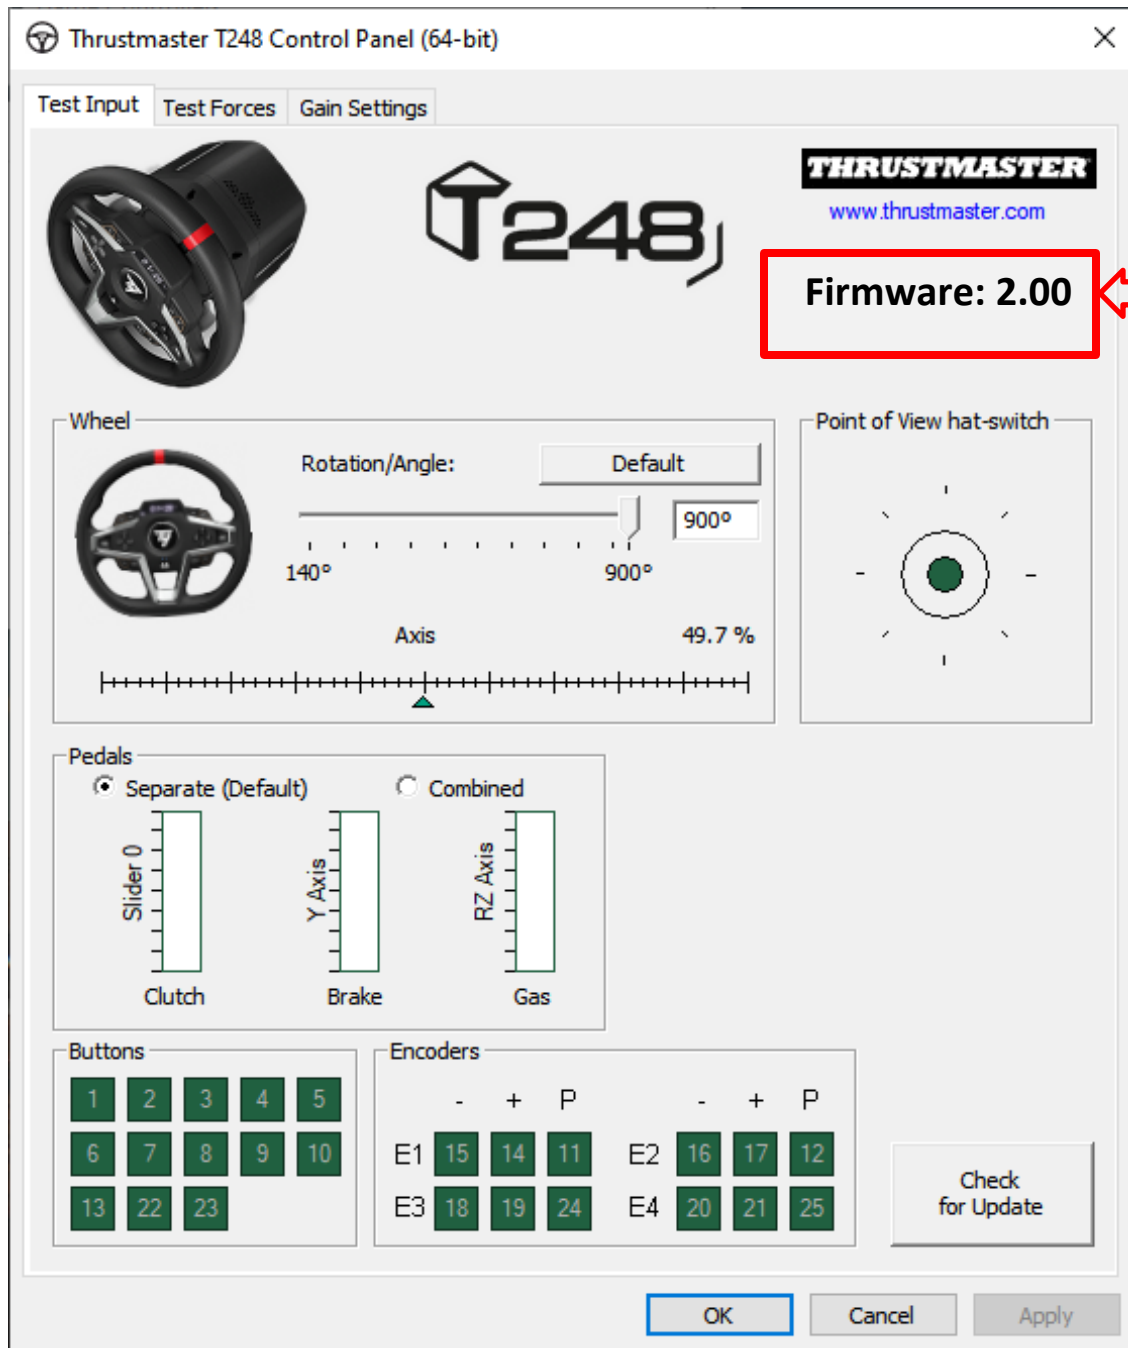 Thrustmaster T248 Control Panel (64-bit)
Test Input Test Forces Gain Settings
T248
THRUSTMASTER
www.thrustmaster.com
Firmware: 2.00
Wheel
Rotation/Angle: Default
900°
140° 900°
Axis 49.7 %
Point of View hat-switch
Pedals
Separate (Default) Combined
Slider 0
Y Axis
RZ Axis
Clutch Brake Gas
Buttons
1 2 3 4 5
6 7 8 9 10
13 22 23
Encoders
- + P - + P
E1 15 14 11 E2 16 17 12
E3 18 19 24 E4 20 21 25
Check
for Update
OK Cancel Apply